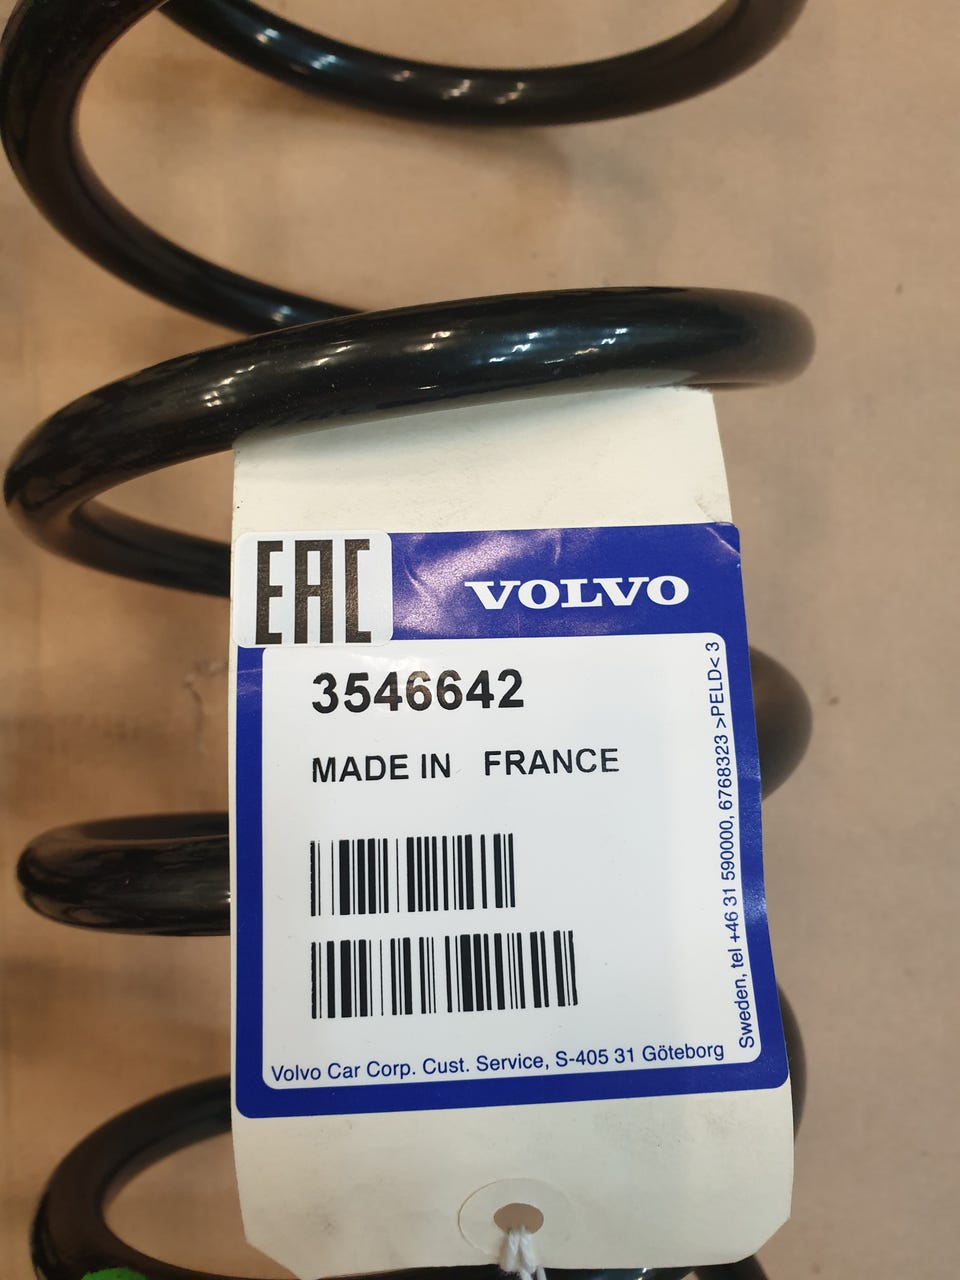 EAC
VOLVO
3546642
MADE IN FRANCE
Volvo Car Corp. Cust. Service, S-405 31 Göteborg
Sweden, tel +46 31 590000, 6768323 >PELD< 3